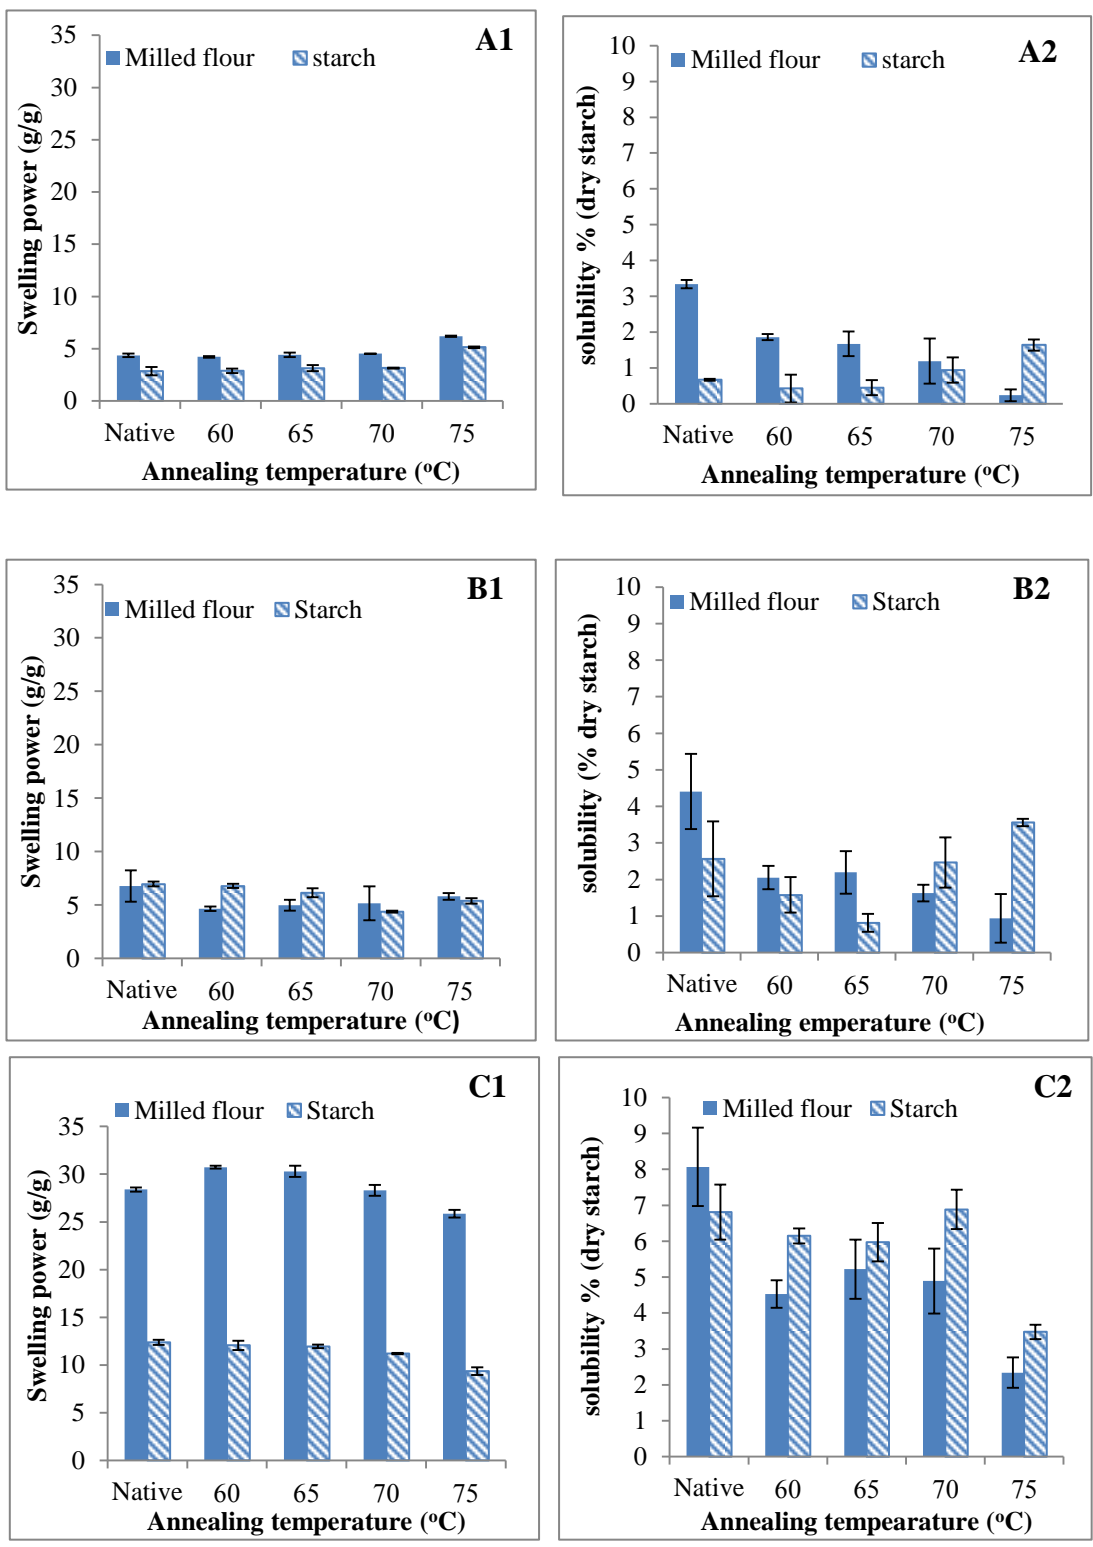 A1
Milled flour starch
Swelling power (g/g)
35
30
25
20
15
10
5
0
Native 60 65 70 75
Annealing temperature (ºC)
A2
Milled flour starch
solubility % (dry starch)
10
9
8
7
6
5
4
3
2
1
0
Native 60 65 70 75
Annealing temperature (ºC)
B1
Milled flour Starch
Swelling power (g/g)
35
30
25
20
15
10
5
0
Native 60 65 70 75
Annealing temperature (ºC)
B2
Milled flour Starch
solubility (% dry starch)
10
9
8
7
6
5
4
3
2
1
0
Native 60 65 70 75
Annealing emperature (ºC)
C1
Milled flour Starch
Swelling power (g/g)
35
30
25
20
15
10
5
0
Native 60 65 70 75
Annealing temperature (ºC)
C2
Milled flour Starch
solubility % (dry starch)
10
9
8
7
6
5
4
3
2
1
0
Native 60 65 70 75
Annealing tempearature (ºC)